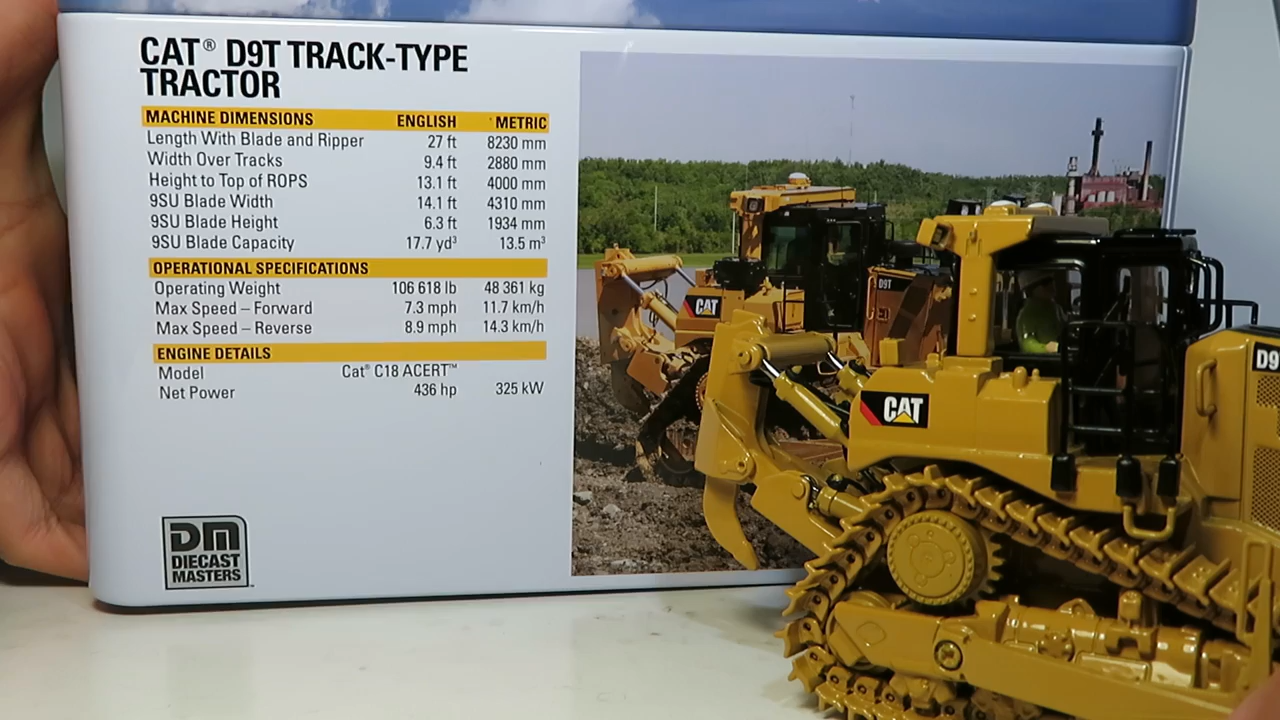 CAT® D9T TRACK-TYPE
TRACTOR
MACHINE DIMENSIONS ENGLISH METRIC
Length With Blade and Ripper 27 ft 8230 mm
Width Over Tracks 9.4 ft 2880 mm
Height to Top of ROPS 13.1 ft 4000 mm
9SU Blade Width 14.1 ft 4310 mm
9SU Blade Height 6.3 ft 1934 mm
9SU Blade Capacity 17.7 yd³ 13.5 m³
OPERATIONAL SPECIFICATIONS
Operating Weight 106 618 lb 48 361 kg
Max Speed – Forward 7.3 mph 11.7 km/h
Max Speed – Reverse 8.9 mph 14.3 km/h
ENGINE DETAILS
Model Cat® C18 ACERT™
Net Power 436 hp 325 kW
DM
DIECAST
MASTERS
CAT
D9T
CAT
D9